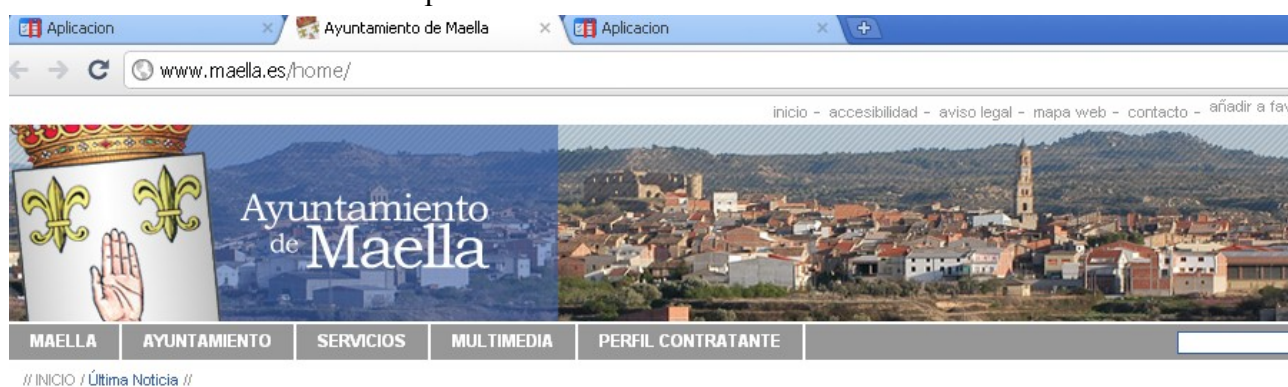 Aplicacion
Ayuntamiento de Maella
Aplicacion
www.maella.es/home/
inicio - accesibilidad - aviso legal - mapa web - contacto - añadir a fav
Ayuntamiento
de Maella
MAELLA AYUNTAMIENTO SERVICIOS MULTIMEDIA PERFIL CONTRATANTE
// INICIO / Última Noticia //